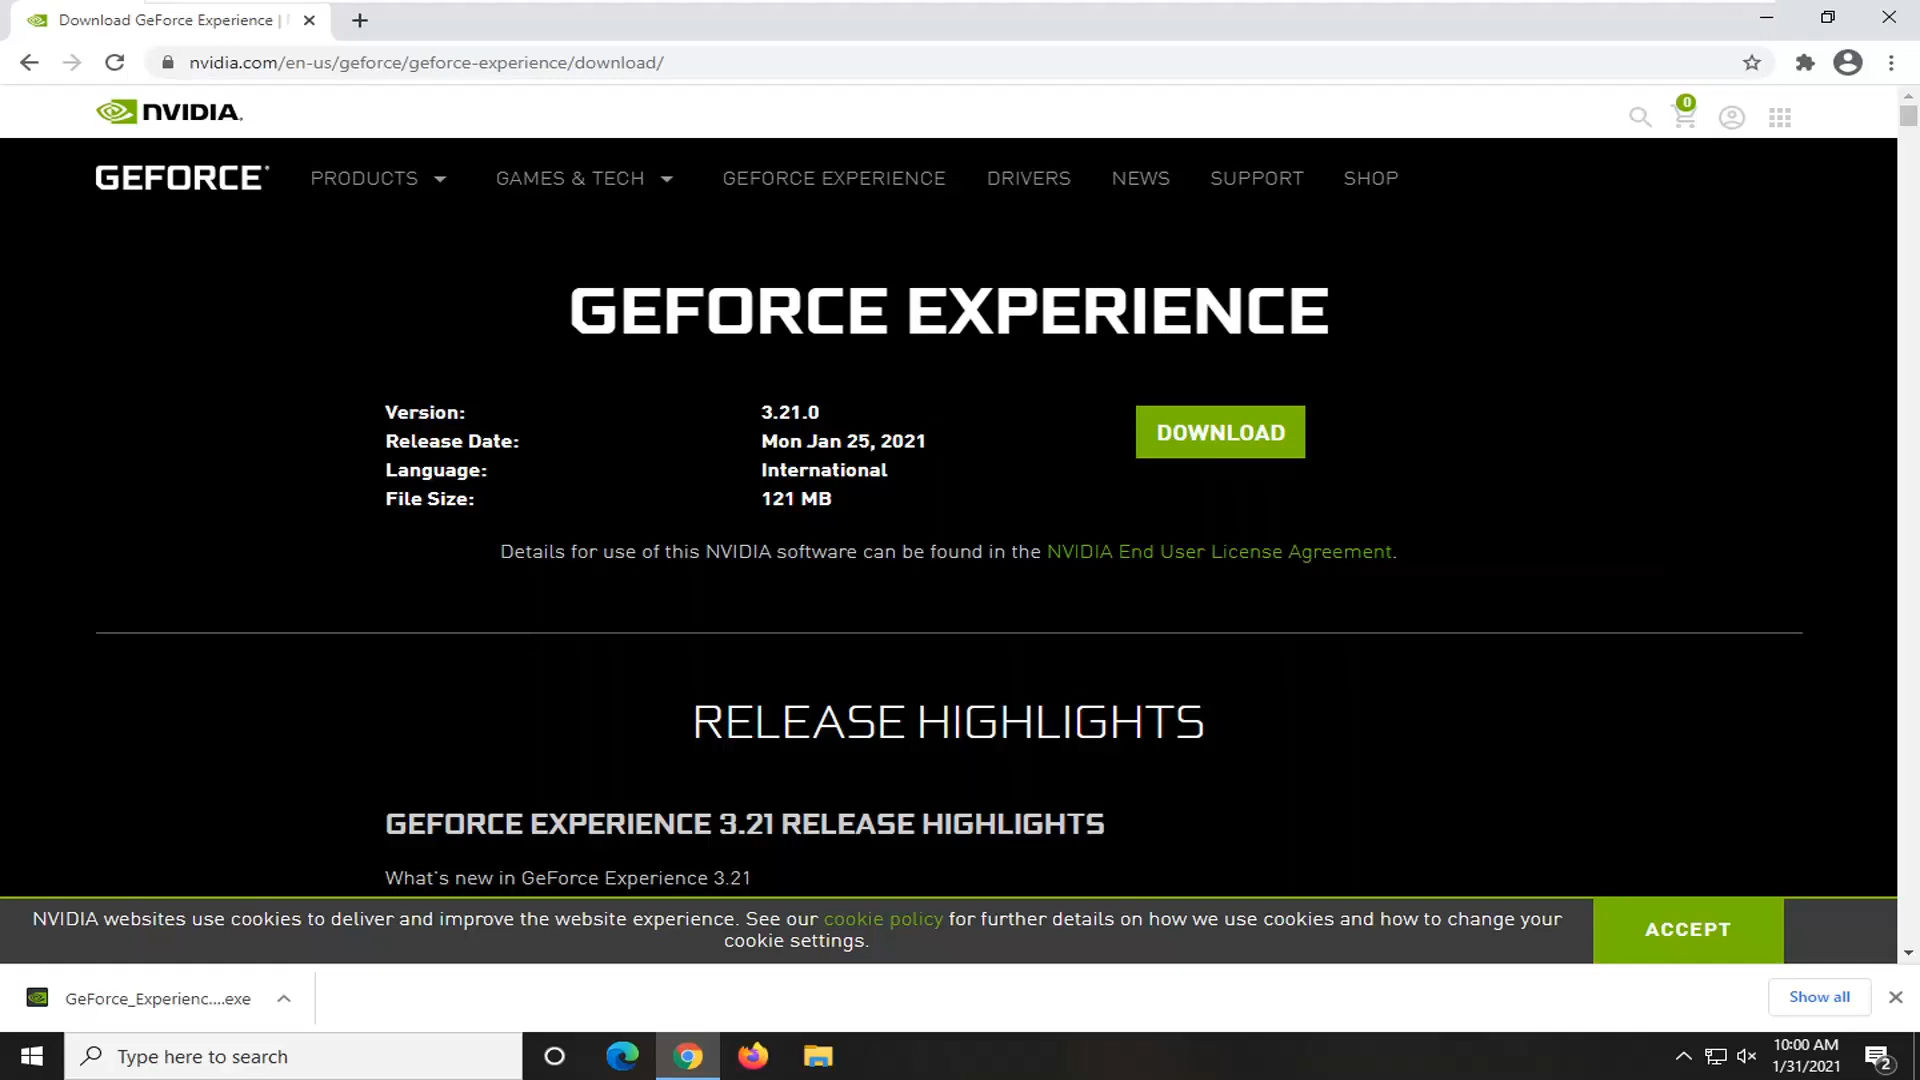 Download GeForce Experience |
nvidia.com/en-us/geforce/geforce-experience/download/
NVIDIA.
0
GEFORCE
PRODUCTS
GAMES & TECH
GEFORCE EXPERIENCE
DRIVERS
NEWS
SUPPORT
SHOP
GEFORCE EXPERIENCE
Version: 3.21.0
DOWNLOAD
Release Date: Mon Jan 25, 2021
Language: International
File Size: 121 MB
Details for use of this NVIDIA software can be found in the NVIDIA End User License Agreement.
RELEASE HIGHLIGHTS
GEFORCE EXPERIENCE 3.21 RELEASE HIGHLIGHTS
What's new in GeForce Experience 3.21
NVIDIA websites use cookies to deliver and improve the website experience. See our cookie policy for further details on how we use cookies and how to change your
cookie settings.
ACCEPT
GeForce_Experienc....exe
Show all
Type here to search
10:00 AM
1/31/2021
2